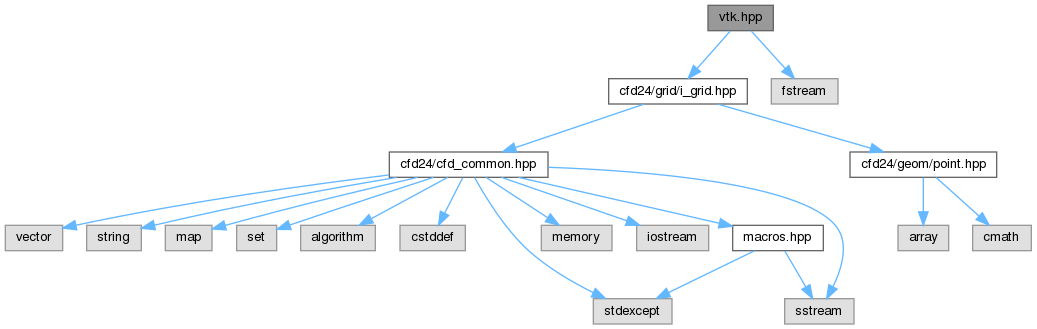 vtk.hpp
cfd24/grid/i_grid.hpp
fstream
cfd24/cfd_common.hpp
cfd24/geom/point.hpp
vector
string
map
set
algorithm
cstddef
memory
iostream
macros.hpp
array
cmath
stdexcept
sstream